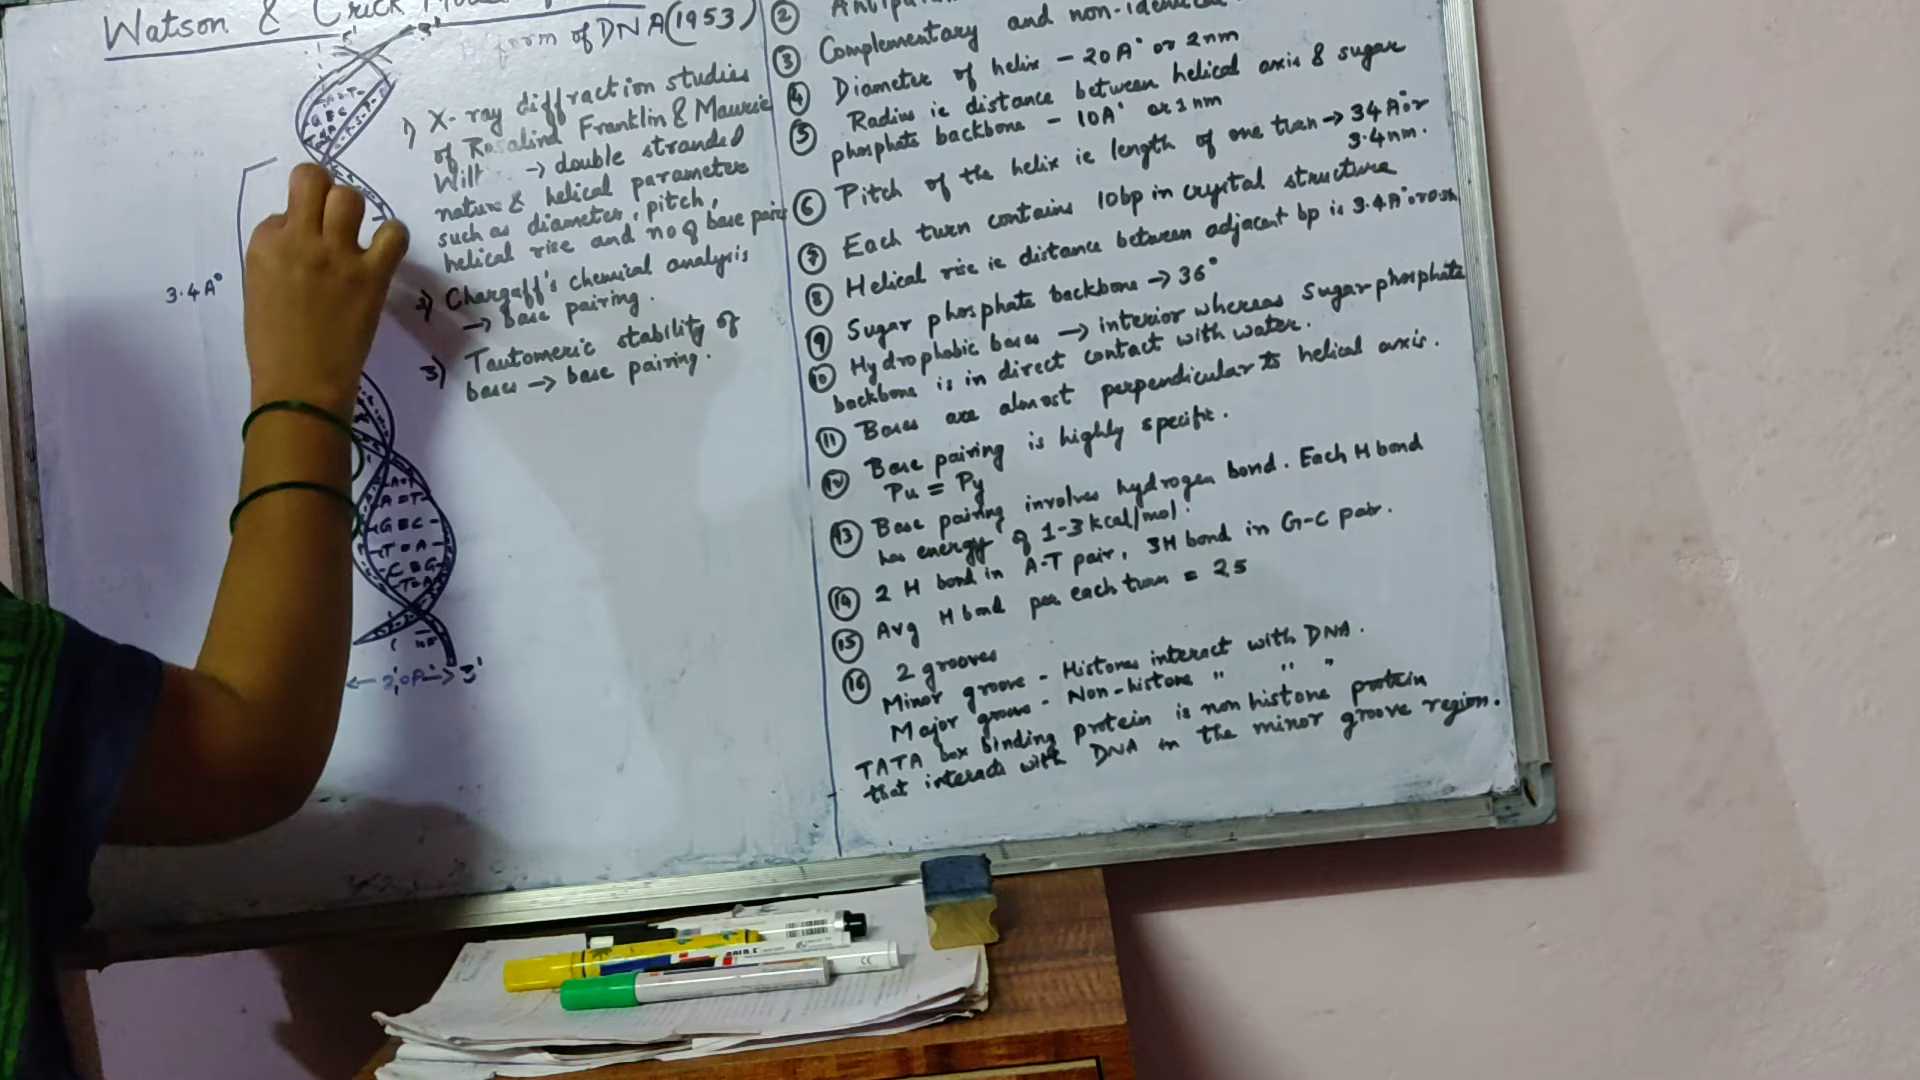 Watson & Crick Model
form of DNA (1953)
1) X-ray diffraction studies
of Rosalind Franklin & Mauric
Wilk → double stranded
nature & helical parameter
such as diameter, pitch,
helical rise and no of base pairs
2) Chargaff's chemical analysis
→ base pairing.
3) Tautomeric stability of
bases → base pairing.
5' 3'
A = T
G ≡ C
3.4A°
A = T
G ≡ C
T = A
C ≡ G
T = A
← 20A° → 3'
②
③ Complementary and non-identical
④ Diameter of helix - 20A° or 2nm
⑤ Radius ie distance between helical axis & sugar
phosphate backbone - 10A° or 1nm
⑥ Pitch of the helix ie length of one turn → 34A° or
3.4nm.
⑦ Each turn contains 10bp in crystal structure
⑧ Helical rise ie distance between adjacent bp is 3.4A° or
⑨ Sugar phosphate backbone → 36°
⑩ Hydrophobic bases → interior whereas Sugar phosphate
backbone is in direct contact with water.
⑪ Bases are almost perpendicular to helical axis.
⑫ Base pairing is highly specific.
Pu = Py
⑬ Base pairing involves hydrogen bond. Each H bond
has energy of 1-3 kcal/mol.
⑭ 2 H bond in A-T pair, 3H bond in G-C pair.
⑮ Avg H bond per each turn = 25
⑯ 2 grooves
Minor groove - Histones interact with DNA.
Major groove - Non-histone " " "
TATA box binding protein is non histone protein
that interacts with DNA in the minor groove region.